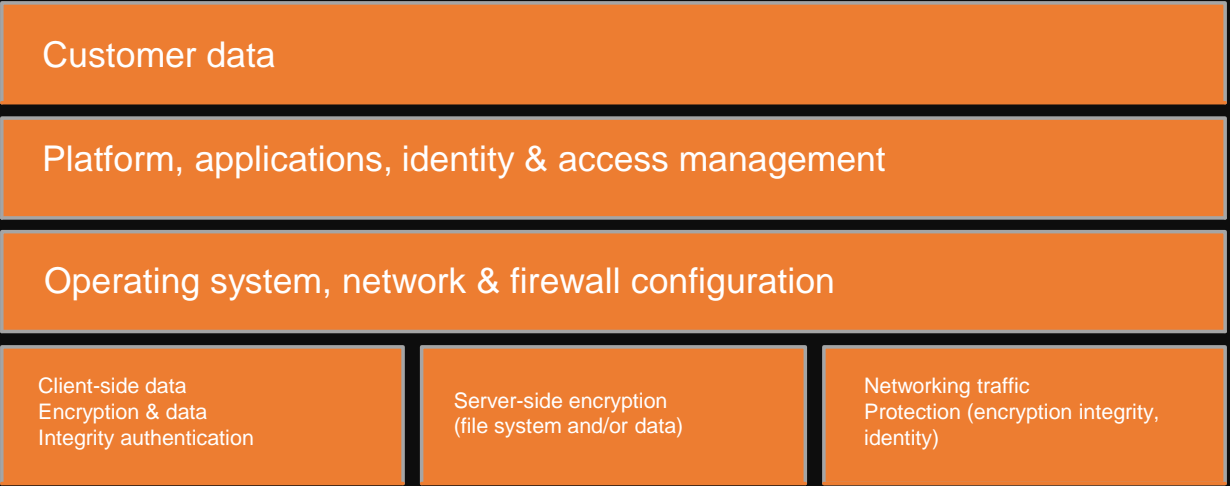 Customer data
Platform, applications, identity & access management
Operating system, network & firewall configuration
Client-side data
Encryption & data
Integrity authentication
Server-side encryption
(file system and/or data)
Networking traffic
Protection (encryption integrity,
identity)